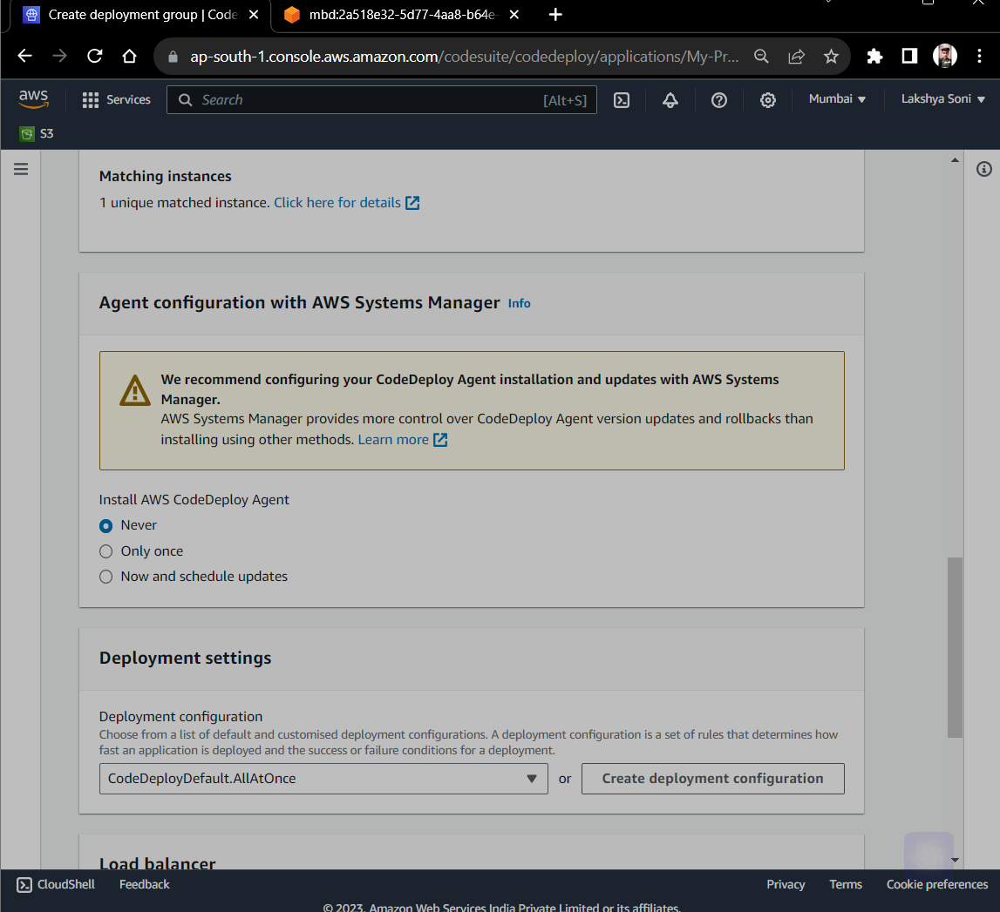 Create deployment group | Code
mbd:2a518e32-5d77-4aa8-b64e-
ap-south-1.console.aws.amazon.com/codesuite/codedeploy/applications/My-Pr...
aws
Services
Search
[Alt+S]
Mumbai
Lakshya Soni
S3
Matching instances
1 unique matched instance. Click here for details
Agent configuration with AWS Systems Manager Info
We recommend configuring your CodeDeploy Agent installation and updates with AWS Systems
Manager.
AWS Systems Manager provides more control over CodeDeploy Agent version updates and rollbacks than
installing using other methods. Learn more
Install AWS CodeDeploy Agent
Never
Only once
Now and schedule updates
Deployment settings
Deployment configuration
Choose from a list of default and customised deployment configurations. A deployment configuration is a set of rules that determines how
fast an application is deployed and the success or failure conditions for a deployment.
CodeDeployDefault.AllAtOnce
or
Create deployment configuration
Load balancer
CloudShell
Feedback
Privacy
Terms
Cookie preferences
© 2023, Amazon Web Services India Private Limited or its affiliates.